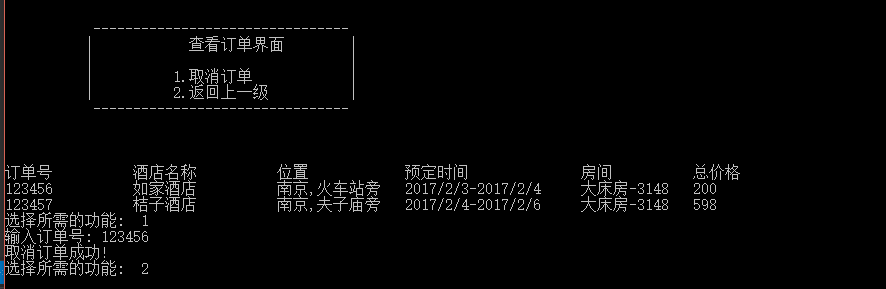 查看订单界面
1.取消订单
2.返回上一级
订单号 酒店名称 位置 预定时间 房间 总价格
123456 如家酒店 南京,火车站旁 2017/2/3-2017/2/4 大床房-3148 200
123457 桔子酒店 南京,夫子庙旁 2017/2/4-2017/2/6 大床房-3148 598
选择所需的功能: 1
输入订单号: 123456
取消订单成功!
选择所需的功能: 2